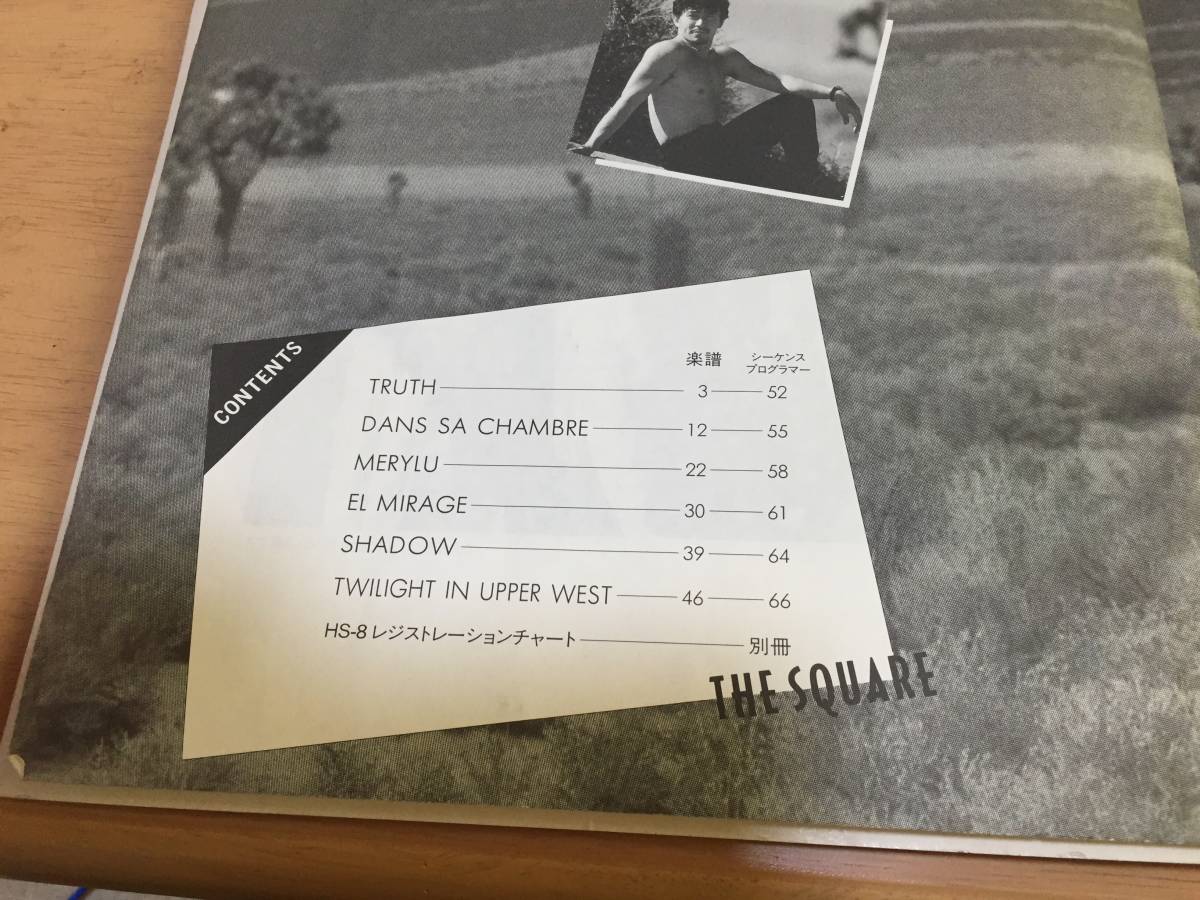 CONTENTS
楽譜 シーケンス
プログラマー
TRUTH 3 52
DANS SA CHAMBRE 12 55
MERYLU 22 58
EL MIRAGE 30 61
SHADOW 39 64
TWILIGHT IN UPPER WEST 46 66
HS-8レジストレーションチャート 別冊
THE SQUARE